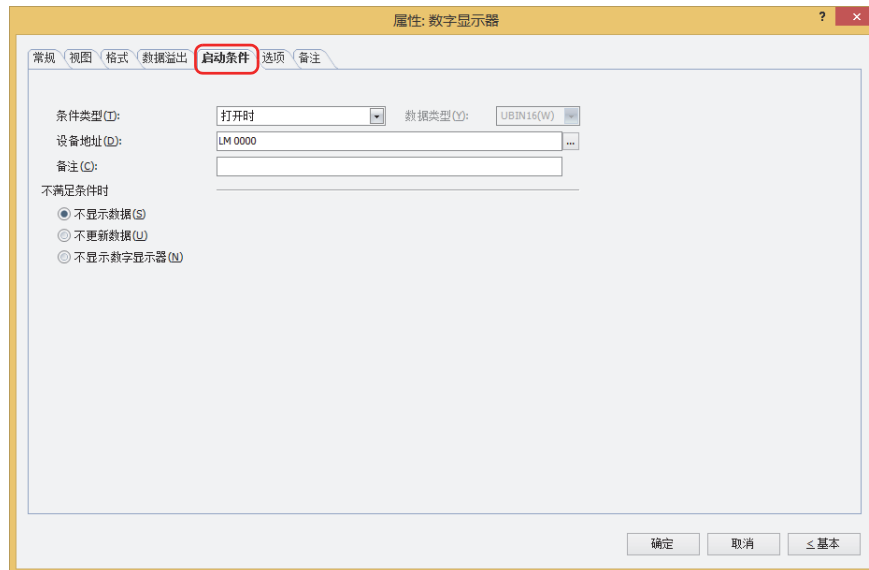 属性: 数字显示器
? ×
常规 视图 格式 数据溢出 启动条件 选项 备注
条件类型(T): 打开时 数据类型(Y): UBIN16(W)
设备地址(D): LM 0000 ...
备注(C):
不满足条件时
不显示数据(S)
不更新数据(U)
不显示数字显示器(N)
确定 取消 <基本